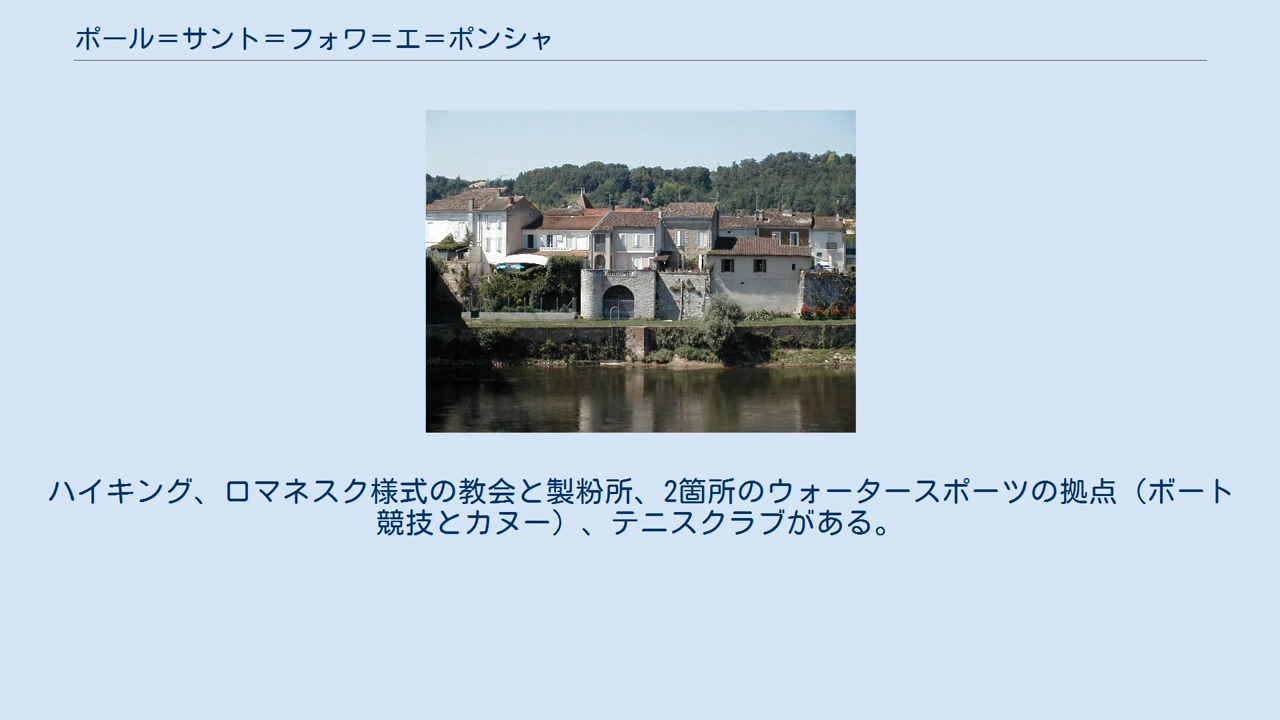 ポール＝サント＝フォワ＝エ＝ポンシャ
ハイキング、ロマネスク様式の教会と製粉所、2箇所のウォータースポーツの拠点（ボート
競技とカヌー）、テニスクラブがある。